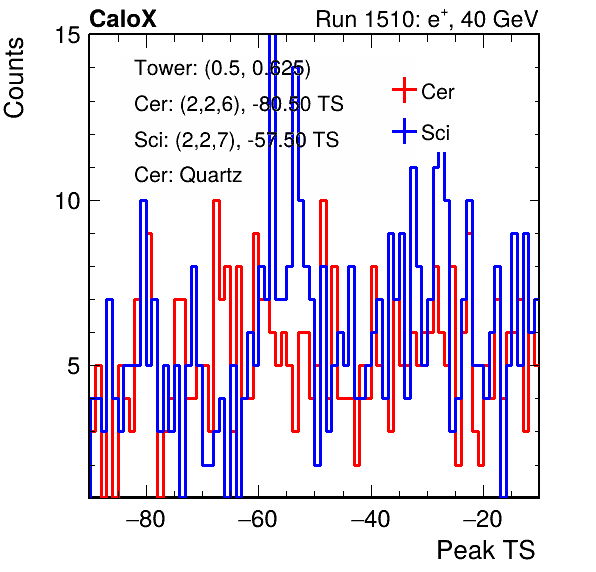 CaloX Run 1510: e+, 40 GeV
Counts
15
10
5
Tower: (0.5, 0.625)
Cer: (2,2,6), -80.50 TS
Sci: (2,2,7), -57.50 TS
Cer: Quartz
Cer
Sci
−80 −60 −40 −20
Peak TS